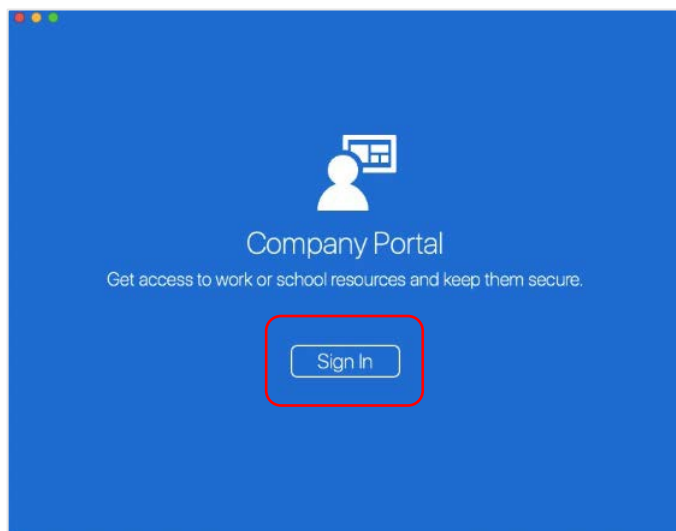 Company Portal
Get access to work or school resources and keep them secure.
Sign In